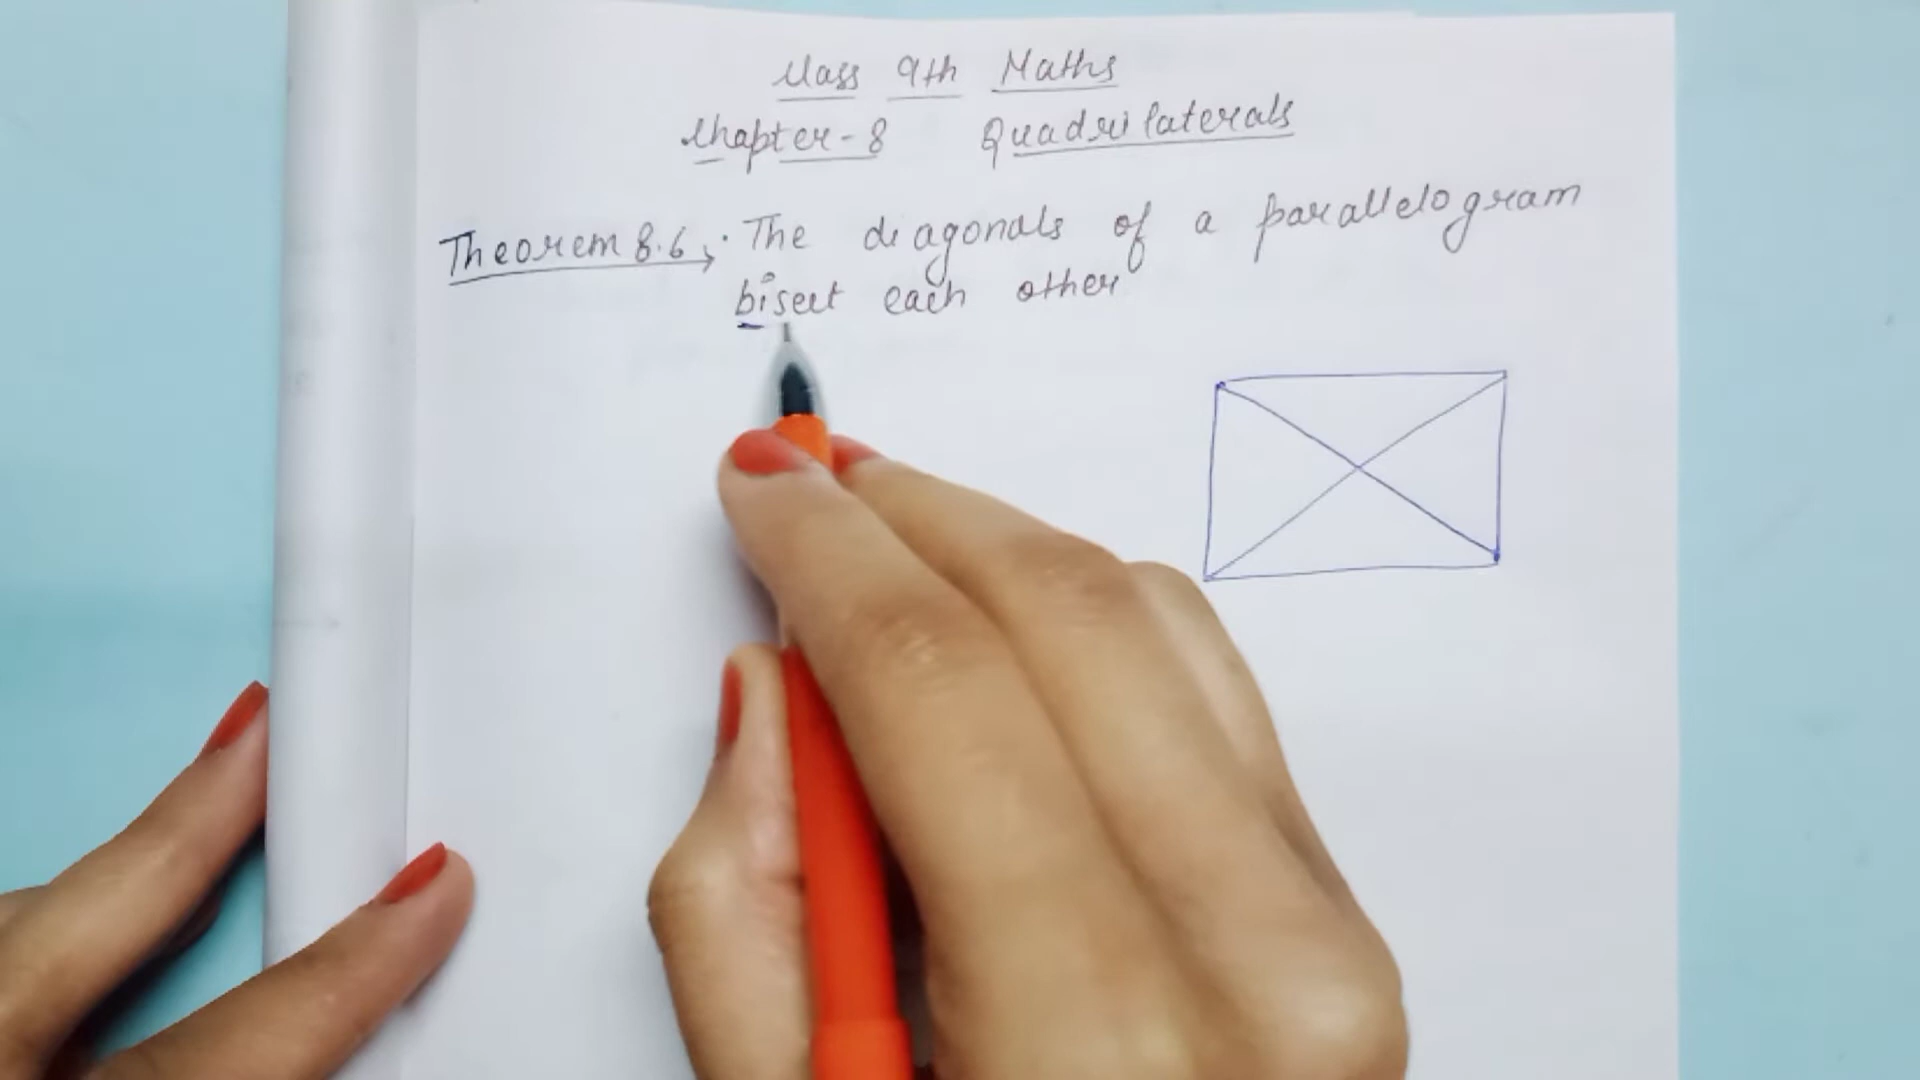 Class 9th Maths
Chapter-8 Quadrilaterals
Theorem 8.6, . The diagonals of a parallelogram
bisect each other